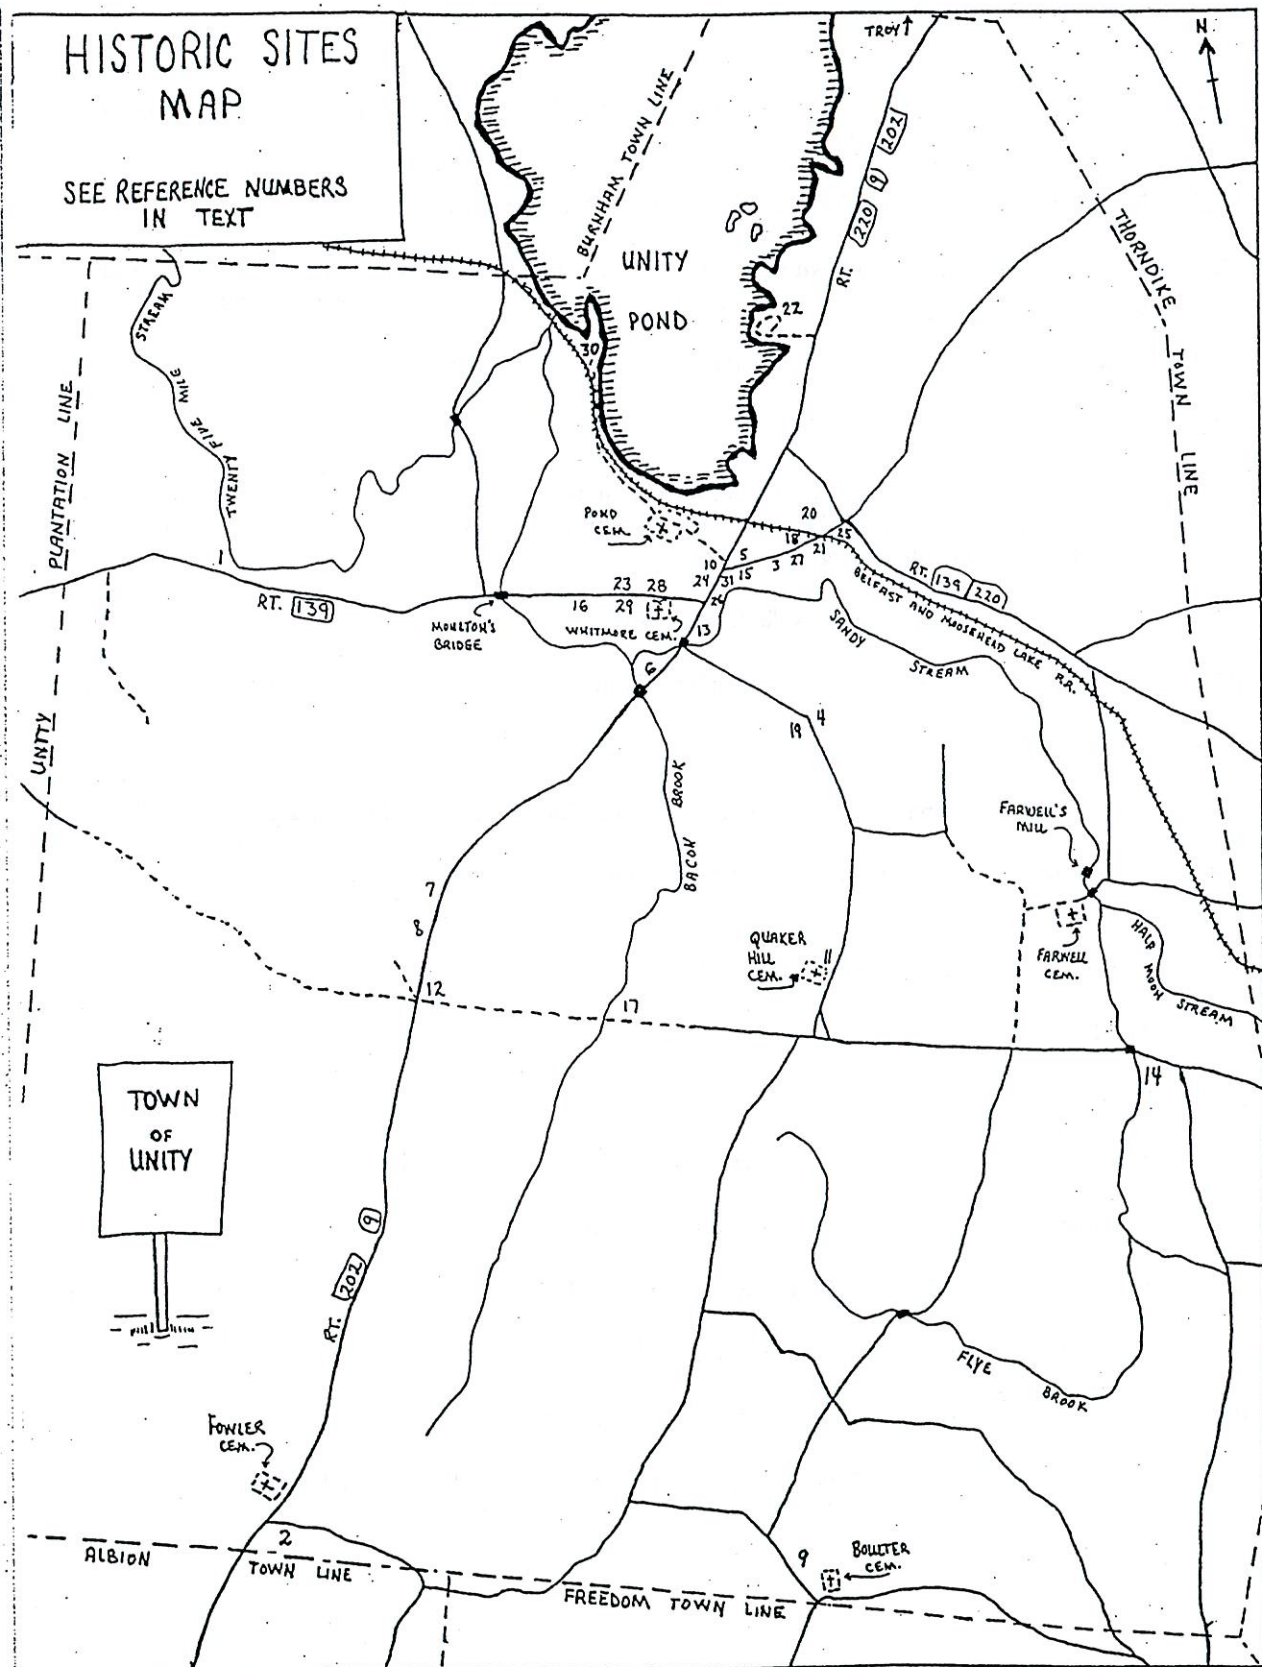 HISTORIC SITES
MAP
SEE REFERENCE NUMBERS
IN TEXT
TROY
N
BURNHAM TOWN LINE
RT. 220 9 202
THORNDIKE TOWN LINE
UNITY
POND
22
30
STREAM
TWENTY FIVE MILE
UNITY PLANTATION LINE
POND
CEM.
20
18
25
21
5
10
3
27
24
31
15
26
1
RT. 139
23
28
16
29
WHITMORE CEM.
13
MOULTON'S
BRIDGE
6
RT. 139 220
BELFAST AND MOOSEHEAD LAKE R.R.
SANDY
STREAM
19
4
BROOK
BACON
FARWELL'S
MILL
7
8
QUAKER
HILL
CEM.
11
FARWELL
CEM.
HALF MOON
STREAM
12
17
14
TOWN
OF
UNITY
RT. 202 9
FLYE
BROOK
FOWLER
CEM.
2
ALBION
TOWN LINE
9
BOULTER
CEM.
FREEDOM TOWN LINE